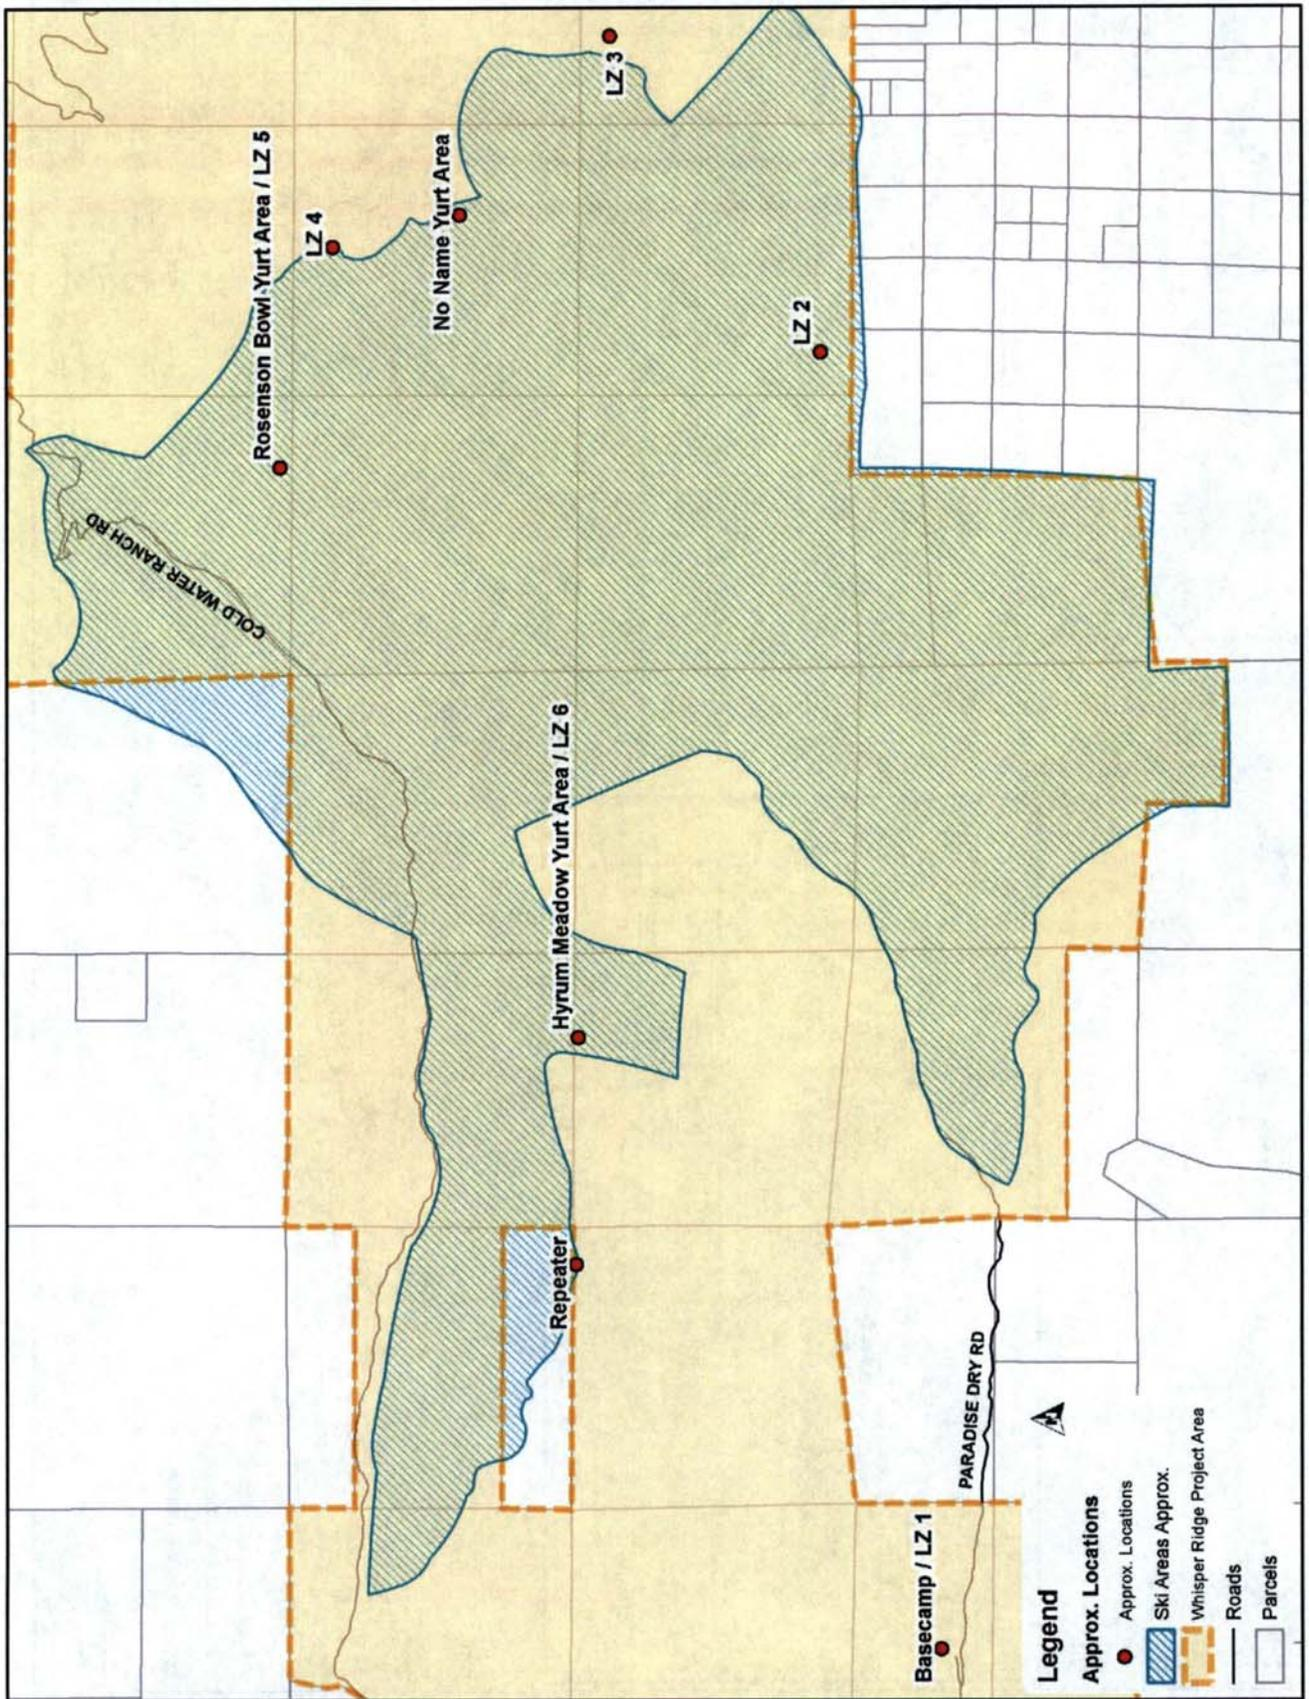 Rosenson Bowl Yurt Area / LZ 5
LZ 4
No Name Yurt Area
LZ 3
LZ 2
COLD WATER RANCH RD
Hyrum Meadow Yurt Area / LZ 6
Repeater
PARADISE DRY RD
Basecamp / LZ 1
Legend
Approx. Locations
Approx. Locations
Ski Areas Approx.
Whisper Ridge Project Area
Roads
Parcels